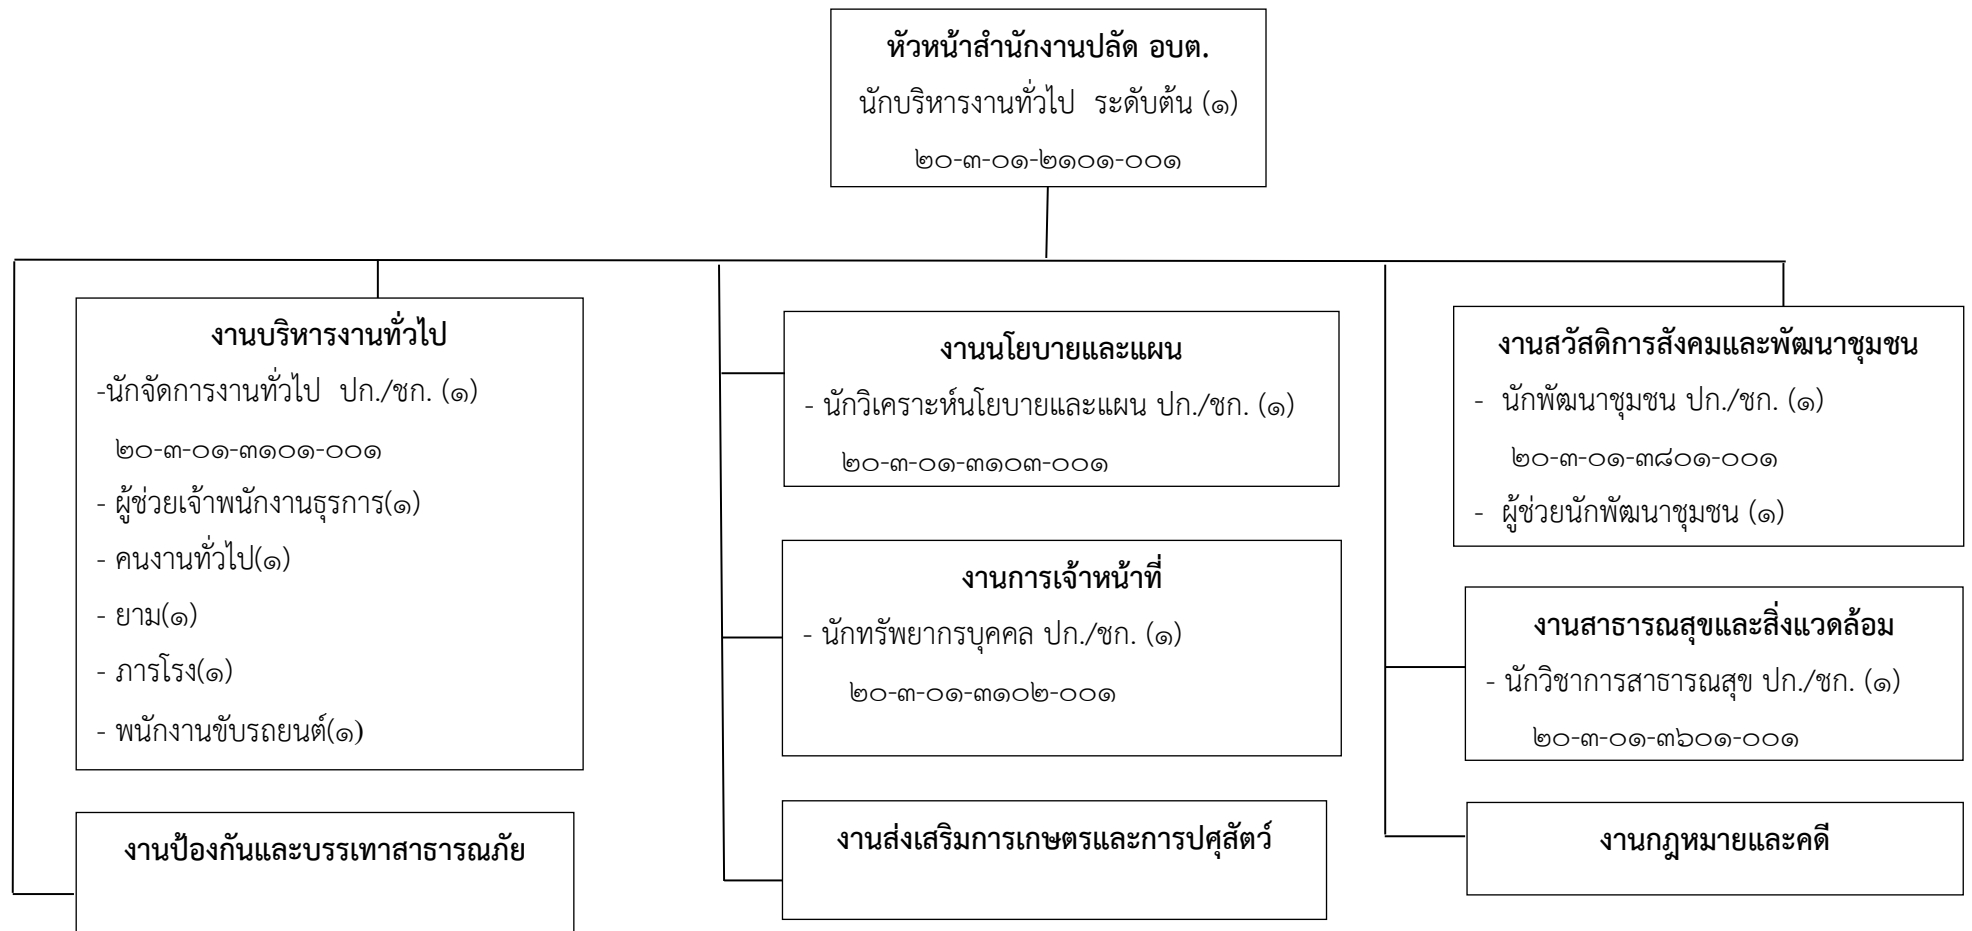 หัวหน้าสำนักงานปลัด อบต.
นักบริหารงานทั่วไป ระดับต้น (๑)
๒๐-๓-๐๑-๒๑๐๑-๐๐๑
งานบริหารงานทั่วไป
-นักจัดการงานทั่วไป ปก./ชก. (๑)
๒๐-๓-๐๑-๓๑๐๑-๐๐๑
- ผู้ช่วยเจ้าพนักงานธุรการ(๑)
- คนงานทั่วไป(๑)
- ยาม(๑)
- ภารโรง(๑)
- พนักงานขับรถยนต์(๑)
งานป้องกันและบรรเทาสาธารณภัย
งานนโยบายและแผน
- นักวิเคราะห์นโยบายและแผน ปก./ชก. (๑)
๒๐-๓-๐๑-๓๑๐๓-๐๐๑
งานการเจ้าหน้าที่
- นักทรัพยากรบุคคล ปก./ชก. (๑)
๒๐-๓-๐๑-๓๑๐๒-๐๐๑
งานส่งเสริมการเกษตรและการปศุสัตว์
งานสวัสดิการสังคมและพัฒนาชุมชน
- นักพัฒนาชุมชน ปก./ชก. (๑)
๒๐-๓-๐๑-๓๘๐๑-๐๐๑
- ผู้ช่วยนักพัฒนาชุมชน (๑)
งานสาธารณสุขและสิ่งแวดล้อม
- นักวิชาการสาธารณสุข ปก./ชก. (๑)
๒๐-๓-๐๑-๓๖๐๑-๐๐๑
งานกฎหมายและคดี